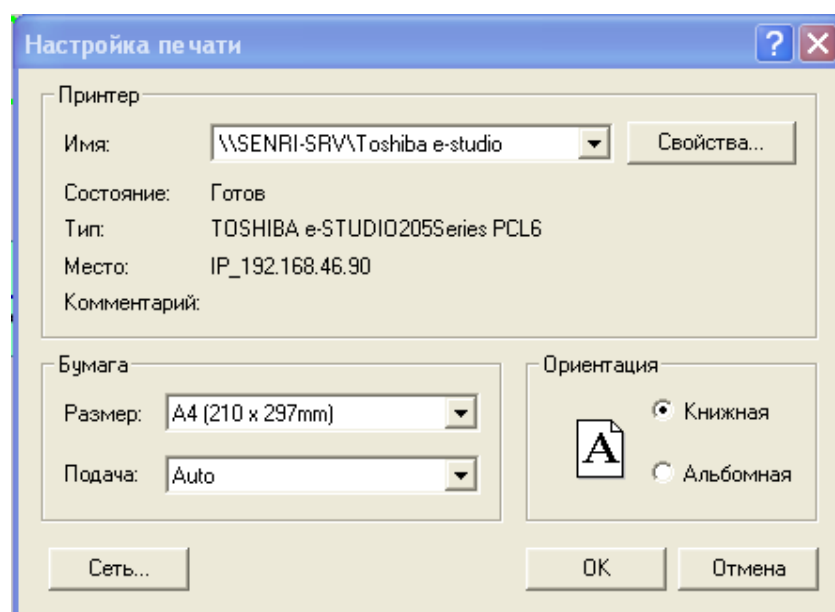 Настройка печати
Принтер
Имя: \\SENRI-SRV\Toshiba e-studio Свойства...
Состояние: Готов
Тип: TOSHIBA e-STUDIO205Series PCL6
Место: IP_192.168.46.90
Комментарий:
Бумага
Размер: A4 (210 x 297mm)
Подача: Auto
Ориентация
A
Книжная
Альбомная
Сеть... OK Отмена